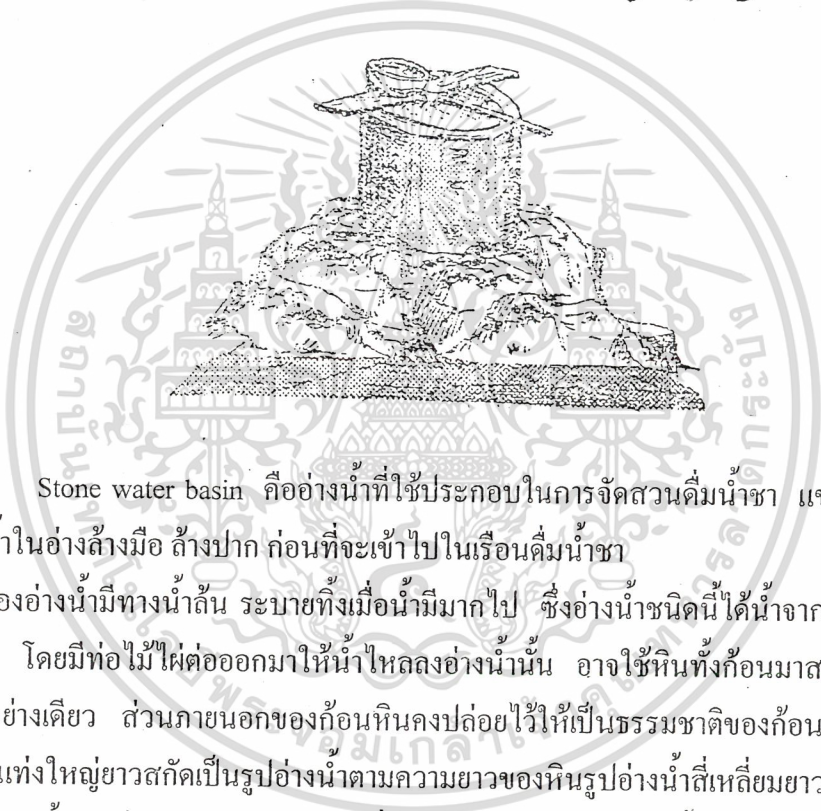 Stone water basin คืออ่างน้ำที่ใช้ประกอบในการจัดสวนดื่มน้ำชา
ในอ่างล้างมือ ล้างปาก ก่อนที่จะเข้าไปในเรือนดื่มน้ำชา
องอ่างน้ำมีทางน้ำล้น ระบายทิ้งเมื่อน้ำมีมากไป ซึ่งอ่างน้ำชนิดนี้ได้น้ำจาก
โดยมีท่อไม้ไผ่ต่อออกมาให้น้ำไหลลงอ่างน้ำนั้น อาจใช้หินทั้งก้อนมาส
ย่างเดียว ส่วนภายนอกของก้อนหินคงปล่อยไว้ให้เป็นธรรมชาติของก้อน
แท่งใหญ่ยาวสกัดเป็นรูปอ่างน้ำตามความยาวของหินรูปอ่างน้ำสี่เหลี่ยมยาว